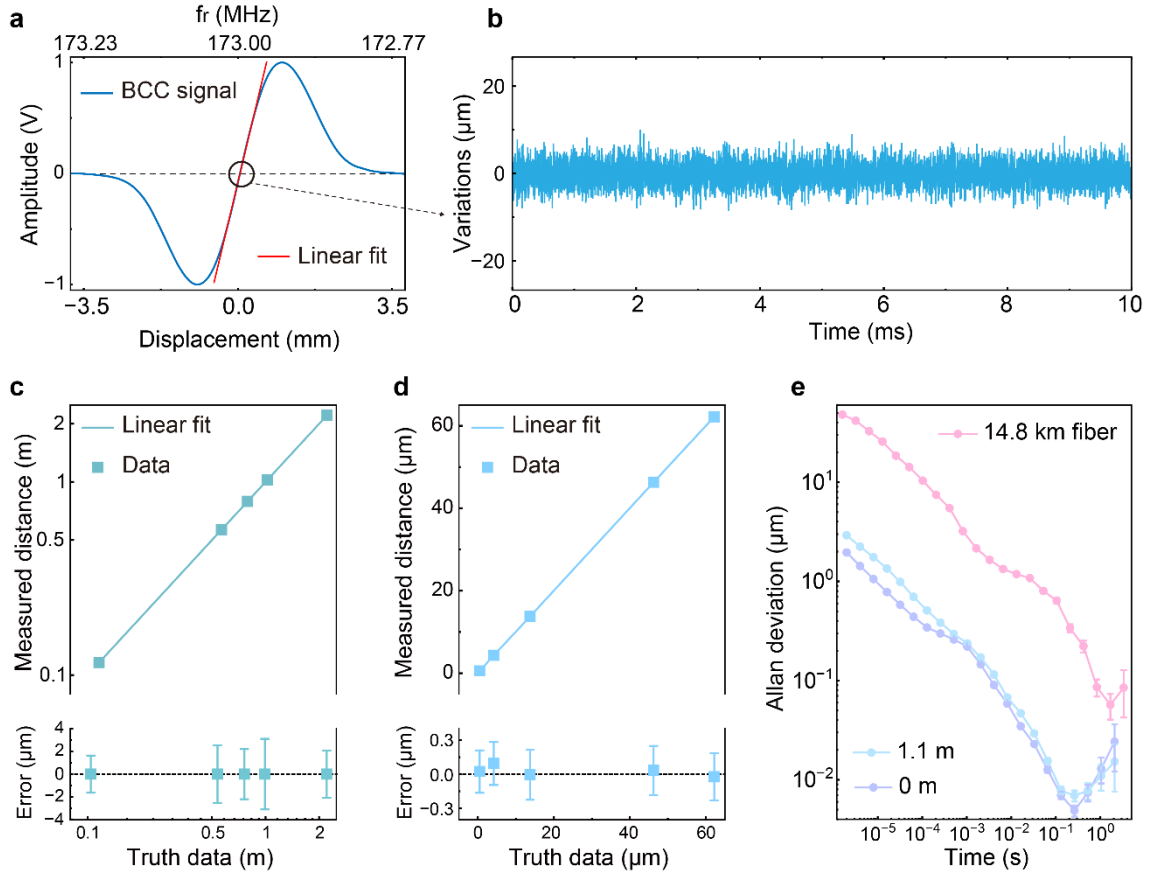 a
fr (MHz)
173.23 173.00 172.77
1
0
−1
Amplitude (V)
BCC signal
Linear fit
−3.5 0.0 3.5
Displacement (mm)
b
20
0
−20
Variations (µm)
0 2 4 6 8 10
Time (ms)
c
2
1
0.5
0.1
Measured distance (m)
Linear fit
Data
4
2
0
−2
−4
Error (µm)
0.1 0.5 1 2
Truth data (m)
d
60
40
20
0
Measured distance (µm)
Linear fit
Data
0.3
0.0
−0.3
Error (µm)
0 20 40 60
Truth data (µm)
e
14.8 km fiber
10¹
10⁰
10⁻¹
10⁻²
Allan deviation (µm)
1.1 m
0 m
10⁻⁵ 10⁻⁴ 10⁻³ 10⁻² 10⁻¹ 10⁰
Time (s)